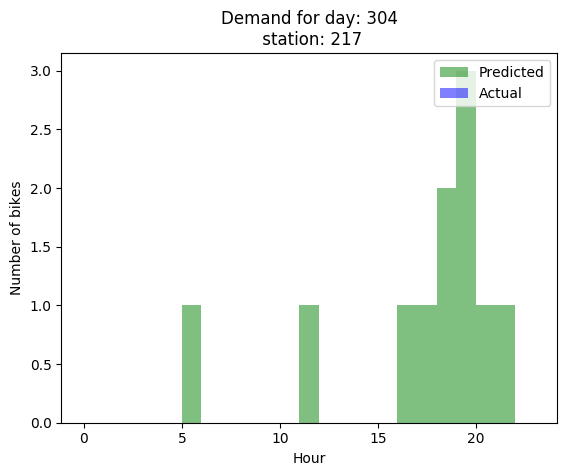 Demand for day: 304
station: 217
Predicted
Actual
Number of bikes
3.0
2.5
2.0
1.5
1.0
0.5
0.0
0
5
10
15
20
Hour